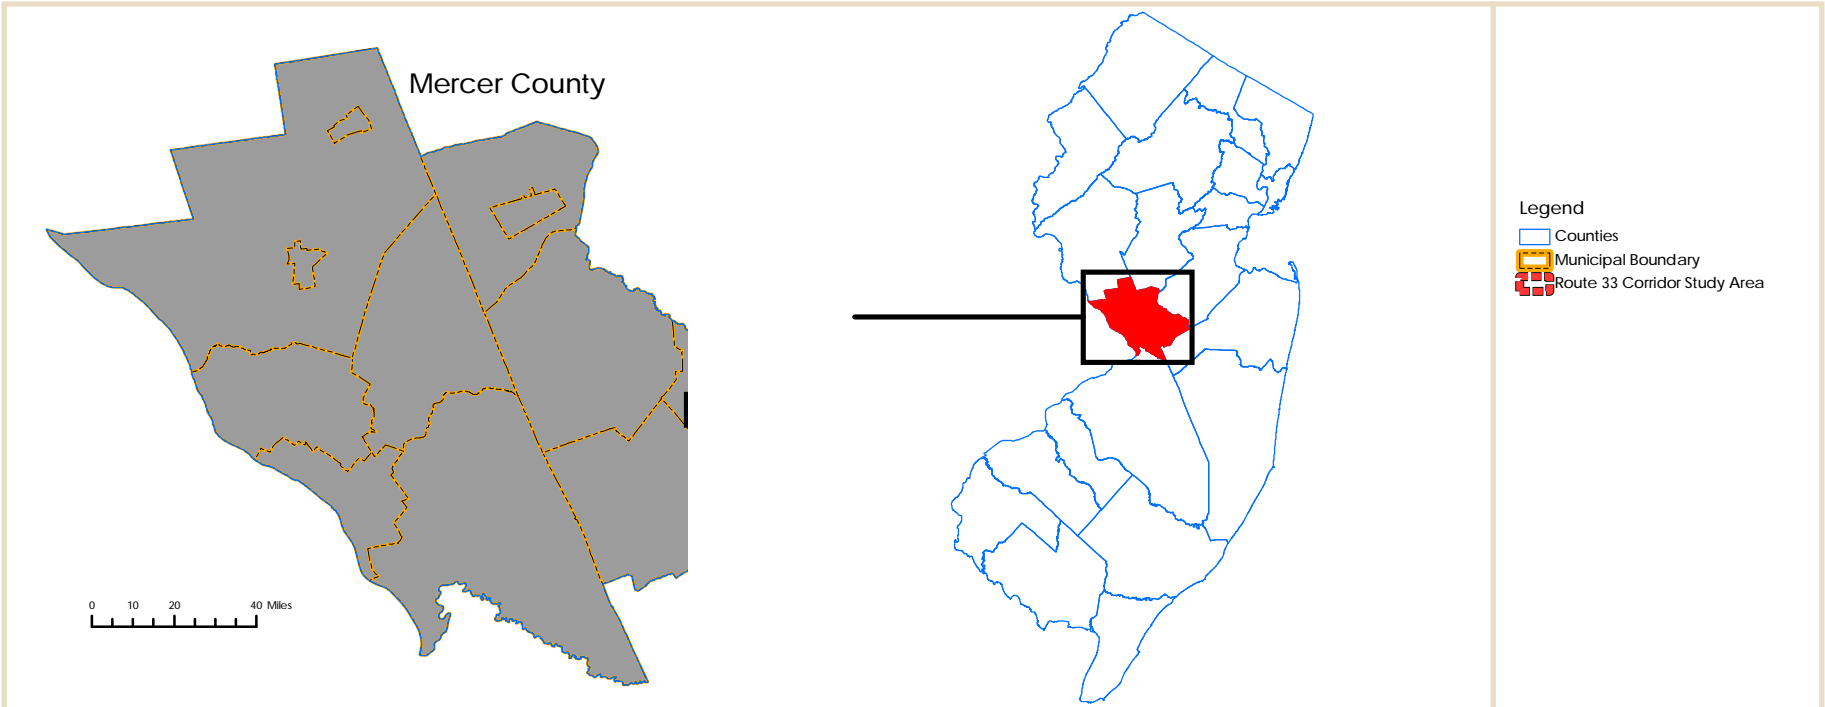 Mercer County
0 10 20 40 Miles
Legend
Counties
Municipal Boundary
Route 33 Corridor Study Area